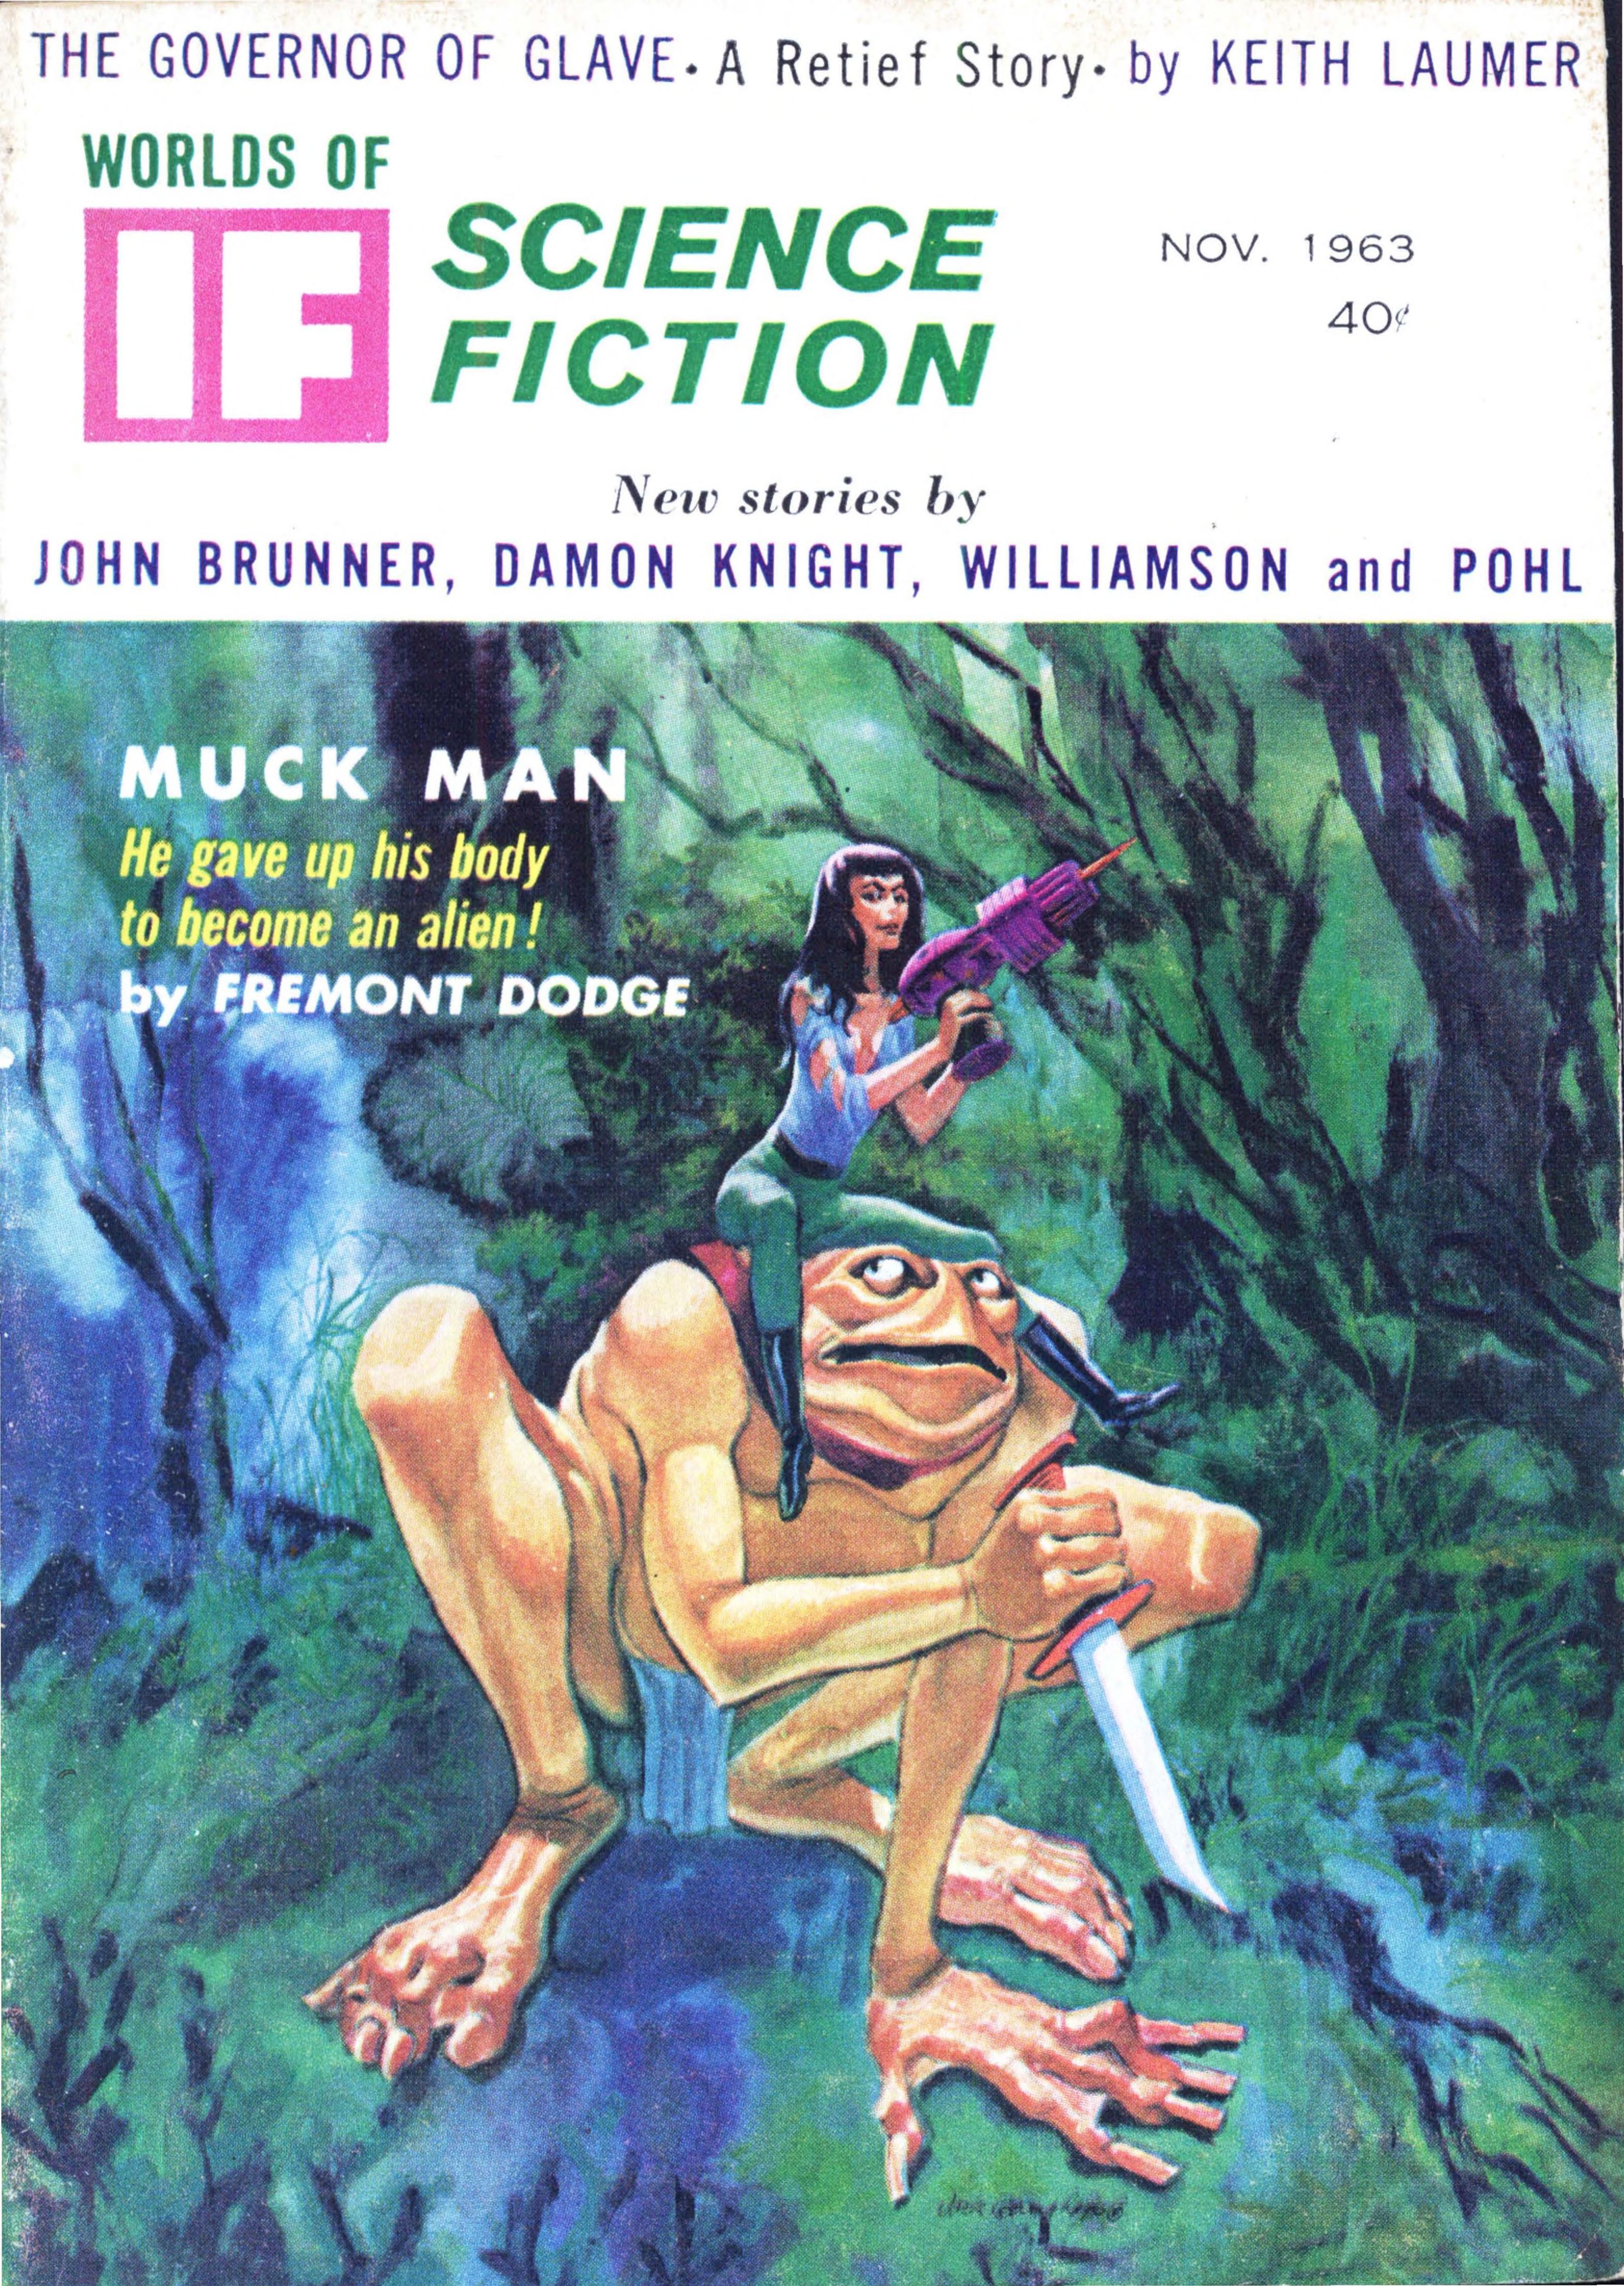 THE GOVERNOR OF GLAVE · A Retief Story · by KEITH LAUMER
WORLDS OF
IF
SCIENCE
FICTION
NOV. 1963
40¢
New stories by
JOHN BRUNNER, DAMON KNIGHT, WILLIAMSON and POHL
MUCK MAN
He gave up his body
to become an alien!
by FREMONT DODGE